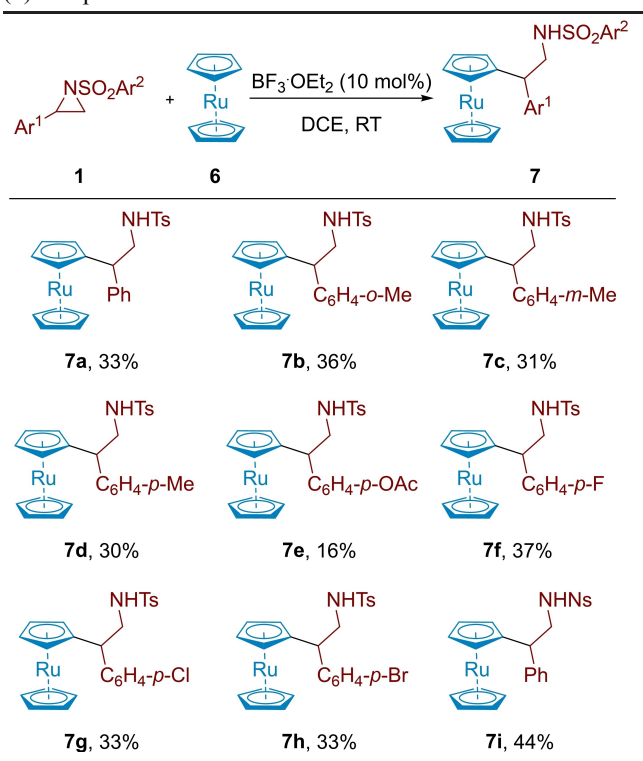 NHSO2Ar2
NSO2Ar2
Ar1
+
Ru
BF3·OEt2 (10 mol%)
DCE, RT
Ru
Ar1
1
6
7
NHTs
Ru
Ph
7a, 33%
NHTs
Ru
C6H4-o-Me
7b, 36%
NHTs
Ru
C6H4-m-Me
7c, 31%
NHTs
Ru
C6H4-p-Me
7d, 30%
NHTs
Ru
C6H4-p-OAc
7e, 16%
NHTs
Ru
C6H4-p-F
7f, 37%
NHTs
Ru
C6H4-p-Cl
7g, 33%
NHTs
Ru
C6H4-p-Br
7h, 33%
NHNs
Ru
Ph
7i, 44%